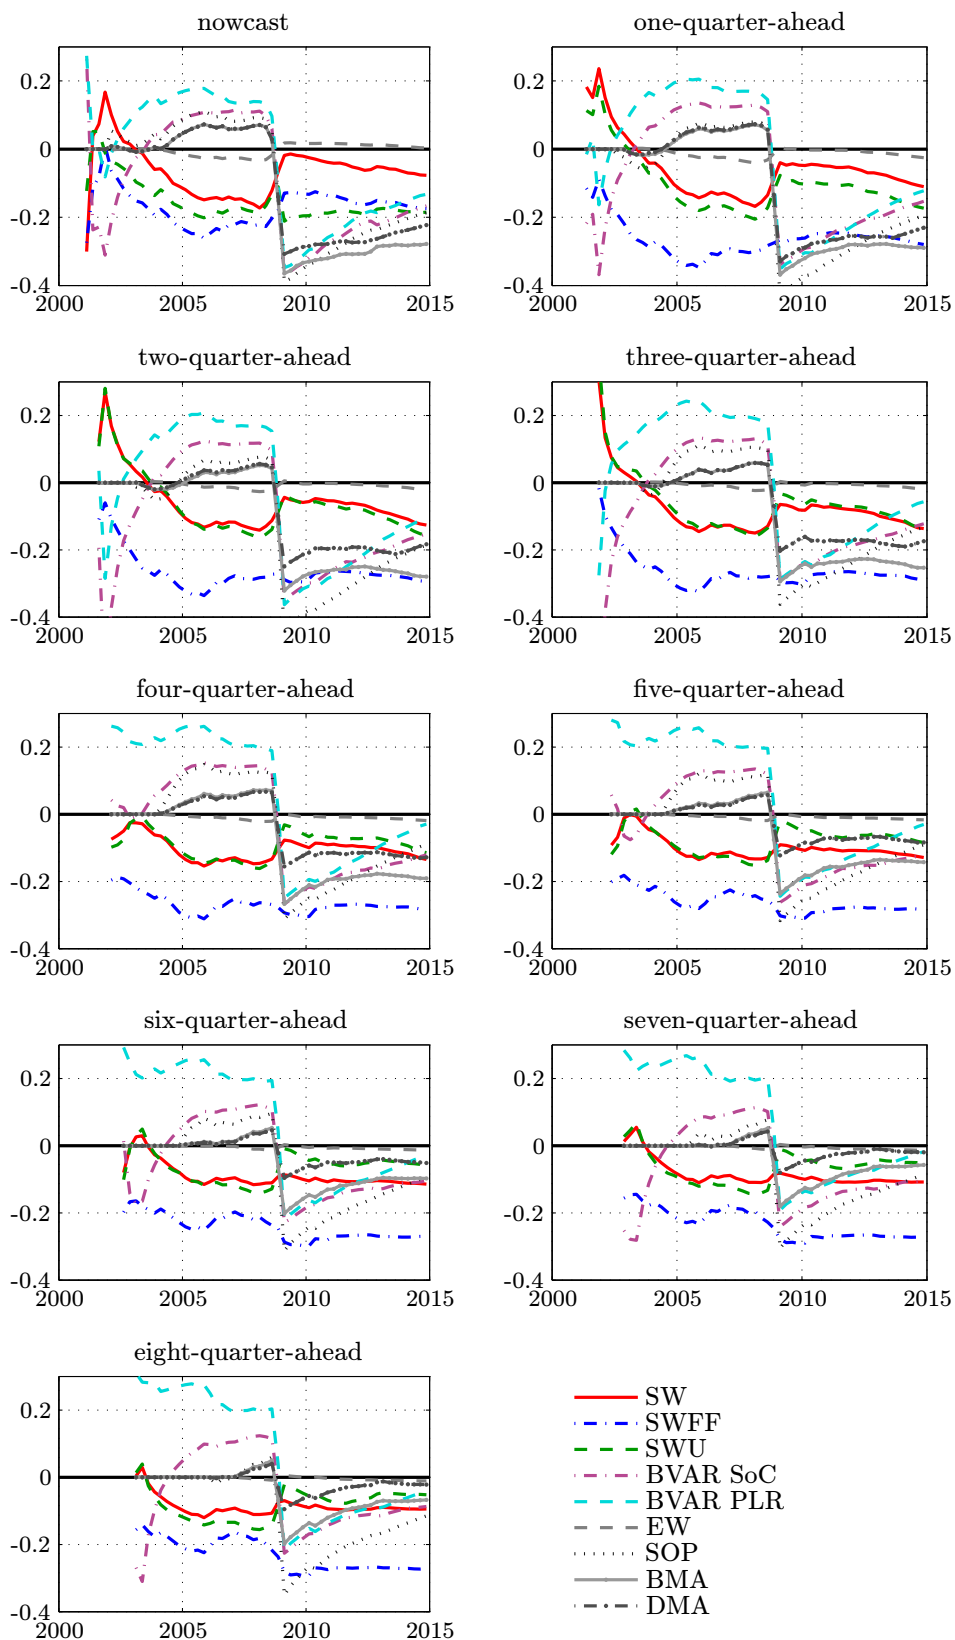 nowcast
0.2
0
-0.2
-0.4
2000 2005 2010 2015
one-quarter-ahead
0.2
0
-0.2
-0.4
2000 2005 2010 2015
two-quarter-ahead
0.2
0
-0.2
-0.4
2000 2005 2010 2015
three-quarter-ahead
0.2
0
-0.2
-0.4
2000 2005 2010 2015
four-quarter-ahead
0.2
0
-0.2
-0.4
2000 2005 2010 2015
five-quarter-ahead
0.2
0
-0.2
-0.4
2000 2005 2010 2015
six-quarter-ahead
0.2
0
-0.2
-0.4
2000 2005 2010 2015
seven-quarter-ahead
0.2
0
-0.2
-0.4
2000 2005 2010 2015
eight-quarter-ahead
0.2
0
-0.2
-0.4
2000 2005 2010 2015
SW
SWFF
SWU
BVAR SoC
BVAR PLR
EW
SOP
BMA
DMA